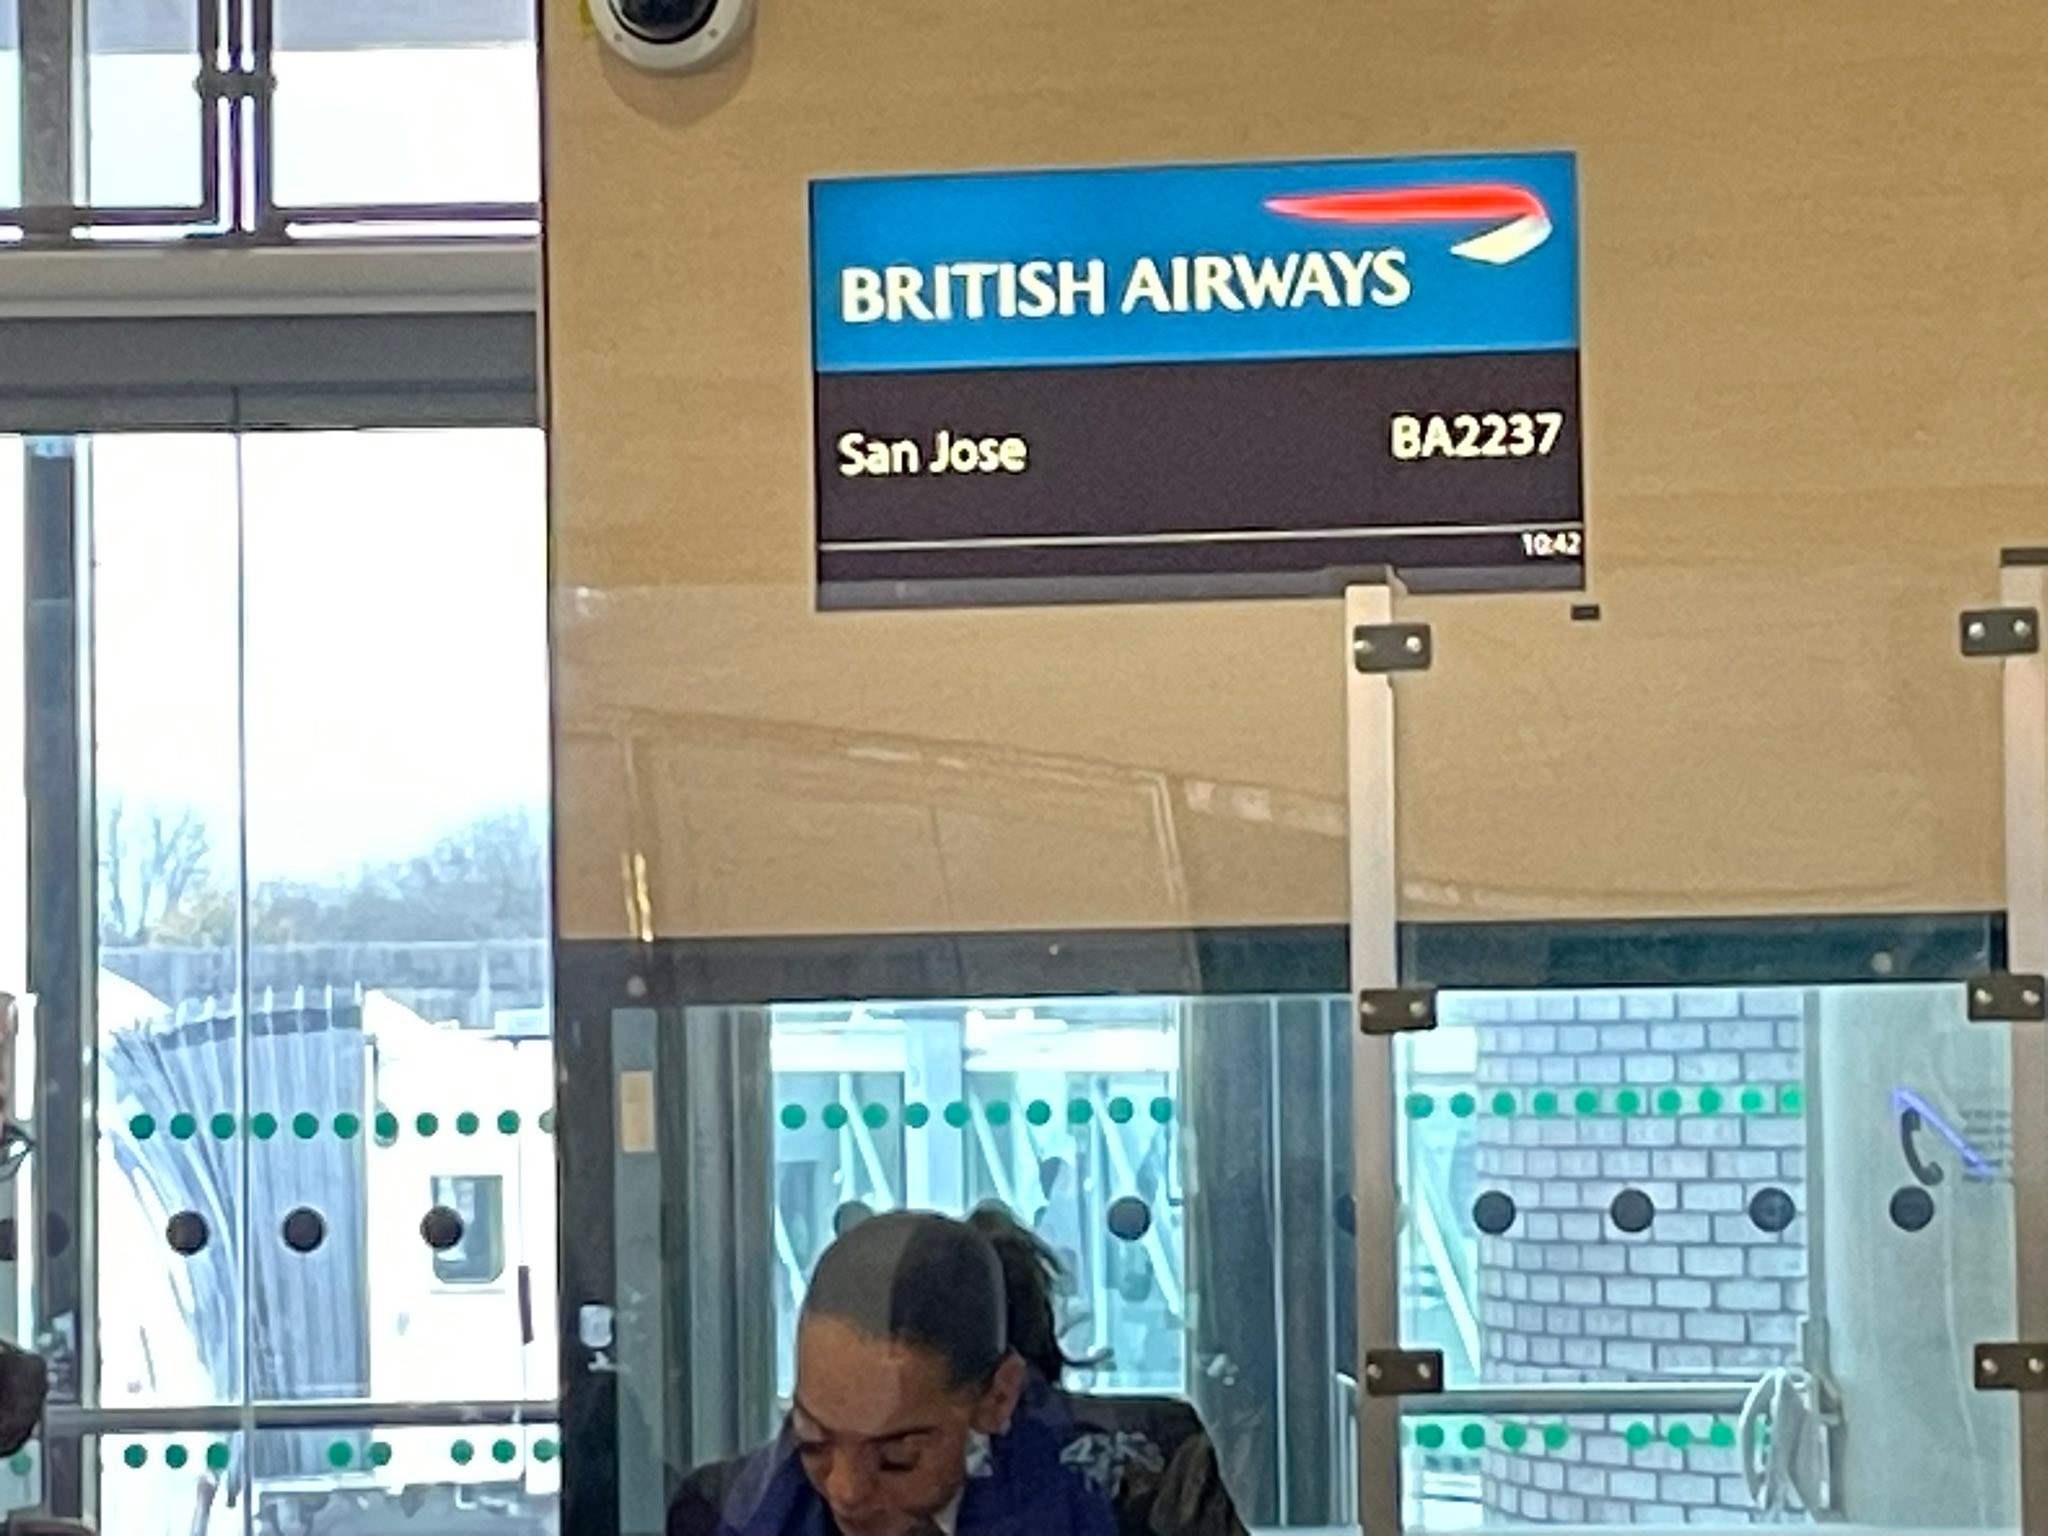 BRITISH AIRWAYS
San Jose BA2237
10:42